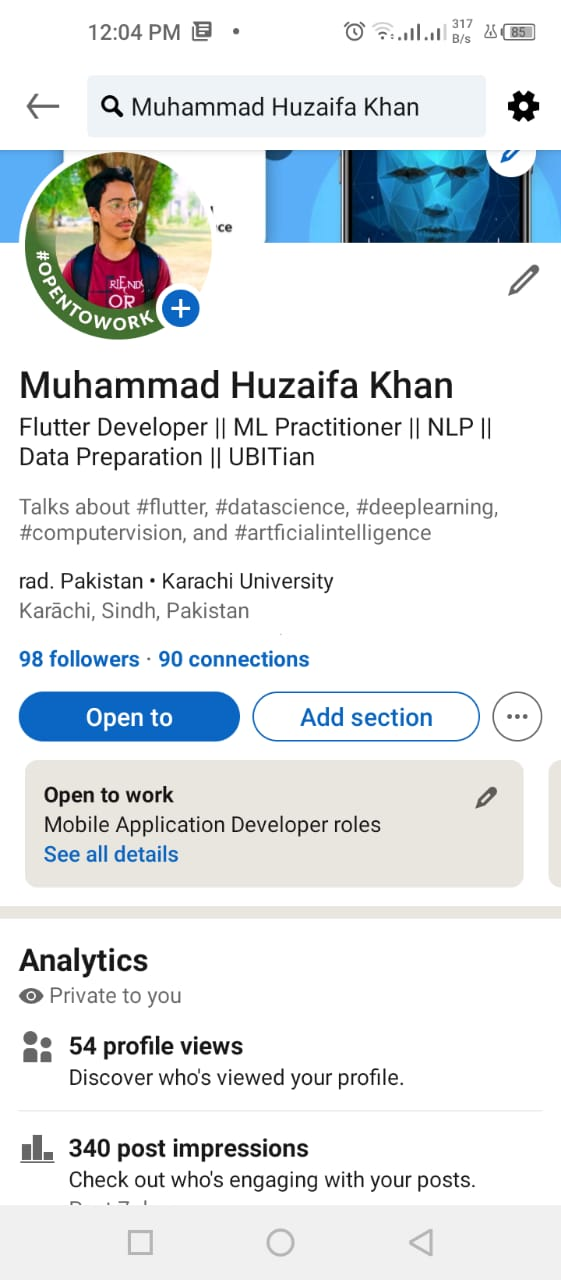 12:04 PM
317
B/s
85
Muhammad Huzaifa Khan
ce
#OPENTOWORK
OR
Muhammad Huzaifa Khan
Flutter Developer || ML Practitioner || NLP ||
Data Preparation || UBITian
Talks about #flutter, #datascience, #deeplearning,
#computervision, and #artficialintelligence
rad. Pakistan • Karachi University
Karāchi, Sindh, Pakistan
98 followers · 90 connections
Open to
Add section
Open to work
Mobile Application Developer roles
See all details
Analytics
Private to you
54 profile views
Discover who's viewed your profile.
340 post impressions
Check out who's engaging with your posts.